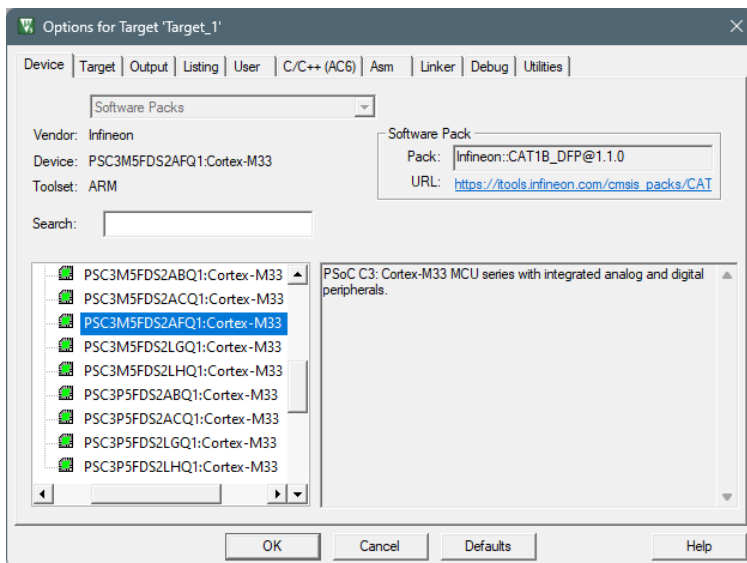 Options for Target 'Target_1'
Device Target Output Listing User C/C++ (AC6) Asm Linker Debug Utilities
Software Packs
Vendor: Infineon
Device: PSC3M5FDS2AFQ1:Cortex-M33
Toolset: ARM
Search:
Software Pack
Pack: Infineon::CAT1B_DFP@1.1.0
URL: https://itools.infineon.com/cmsis_packs/CAT
PSC3M5FDS2ABQ1:Cortex-M33
PSC3M5FDS2ACQ1:Cortex-M33
PSC3M5FDS2AFQ1:Cortex-M33
PSC3M5FDS2LGQ1:Cortex-M33
PSC3M5FDS2LHQ1:Cortex-M33
PSC3P5FDS2ABQ1:Cortex-M33
PSC3P5FDS2ACQ1:Cortex-M33
PSC3P5FDS2LGQ1:Cortex-M33
PSC3P5FDS2LHQ1:Cortex-M33
PSoC C3: Cortex-M33 MCU series with integrated analog and digital
peripherals.
OK Cancel Defaults Help